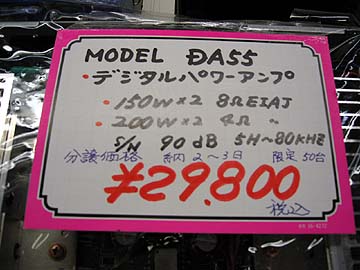 MODEL ĐA55
・デジタルパワーアンプ
・150W×2 8ΩEIAJ
・200W×2 4Ω 〃
S/N 90dB 5H~80KHZ
分譲価格 納2~3日 限定50台
¥29.800
税込